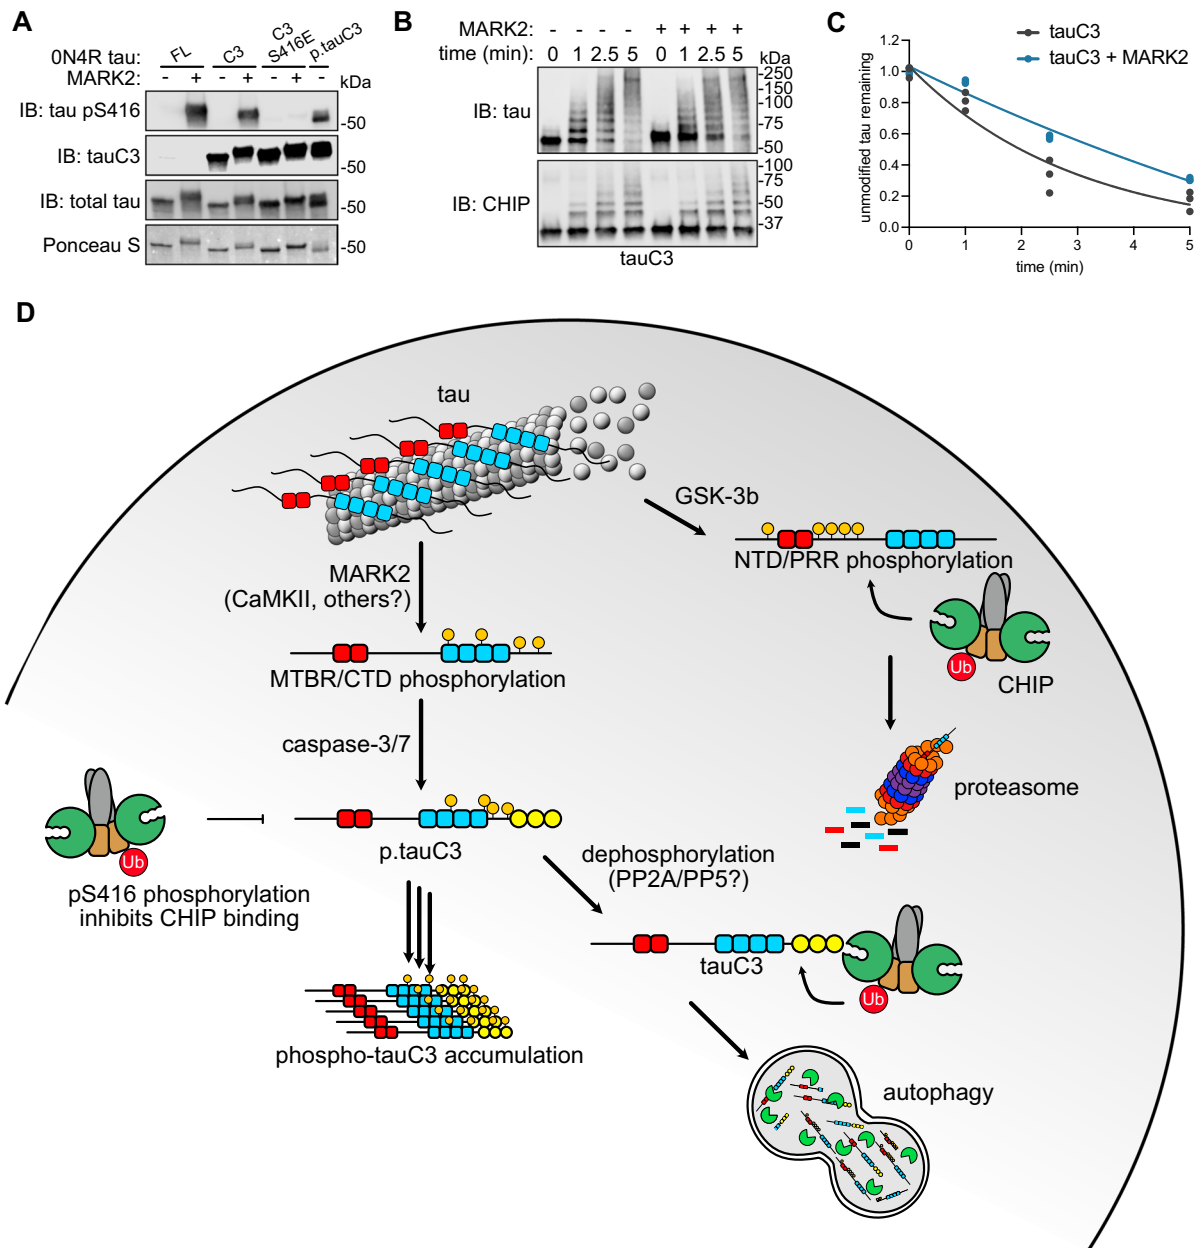 A
0N4R tau:
FL
C3
C3
S416E
p.tauC3
MARK2: - + - + - + -
kDa
IB: tau pS416
-50
IB: tauC3
-50
IB: total tau
-50
Ponceau S
-50
B
MARK2: - - - - + + + +
time (min): 0 1 2.5 5 0 1 2.5 5
kDa
IB: tau
-250
-150
-100
-75
-50
IB: CHIP
-100
-75
-50
-37
tauC3
C
tauC3
tauC3 + MARK2
unmodified tau remaining
1.2
1.0
0.8
0.6
0.4
0.2
0.0
0 1 2 3 4 5
time (min)
D
tau
GSK-3b
NTD/PRR phosphorylation
MARK2
(CaMKII, others?)
MTBR/CTD phosphorylation
Ub
CHIP
caspase-3/7
proteasome
Ub
pS416 phosphorylation
inhibits CHIP binding
p.tauC3
dephosphorylation
(PP2A/PP5?)
tauC3
Ub
phospho-tauC3 accumulation
autophagy